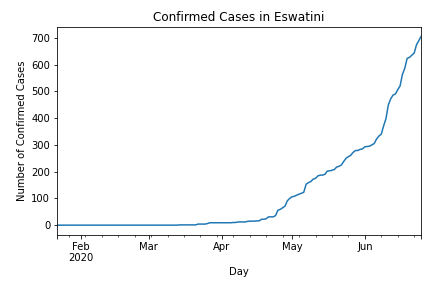 Confirmed Cases in Eswatini
Number of Confirmed Cases
700
600
500
400
300
200
100
0
Feb
2020
Mar
Apr
May
Jun
Day